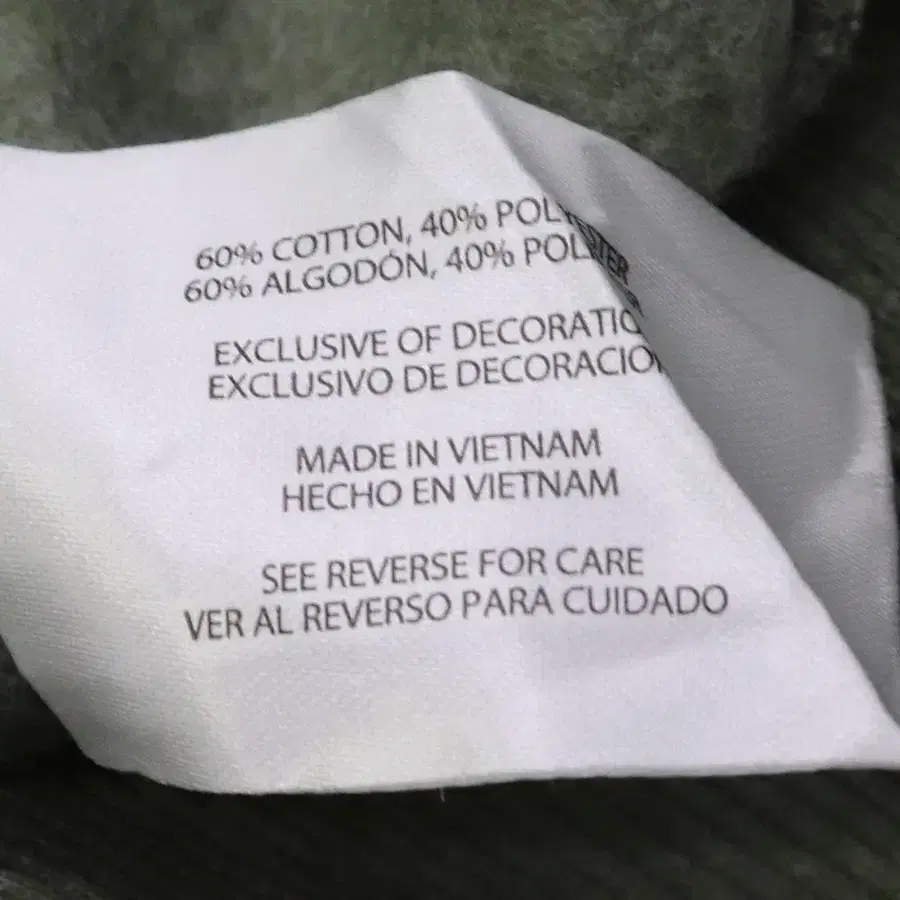 60% COTTON, 40%
60% ALGODÓN, 40%
EXCLUSIVE OF
EXCLUSIVO DE
MADE IN VIETNAM
HECHO EN VIETNAM
SEE REVERSE FOR CARE
VER AL REVERSO PARA CUIDADO